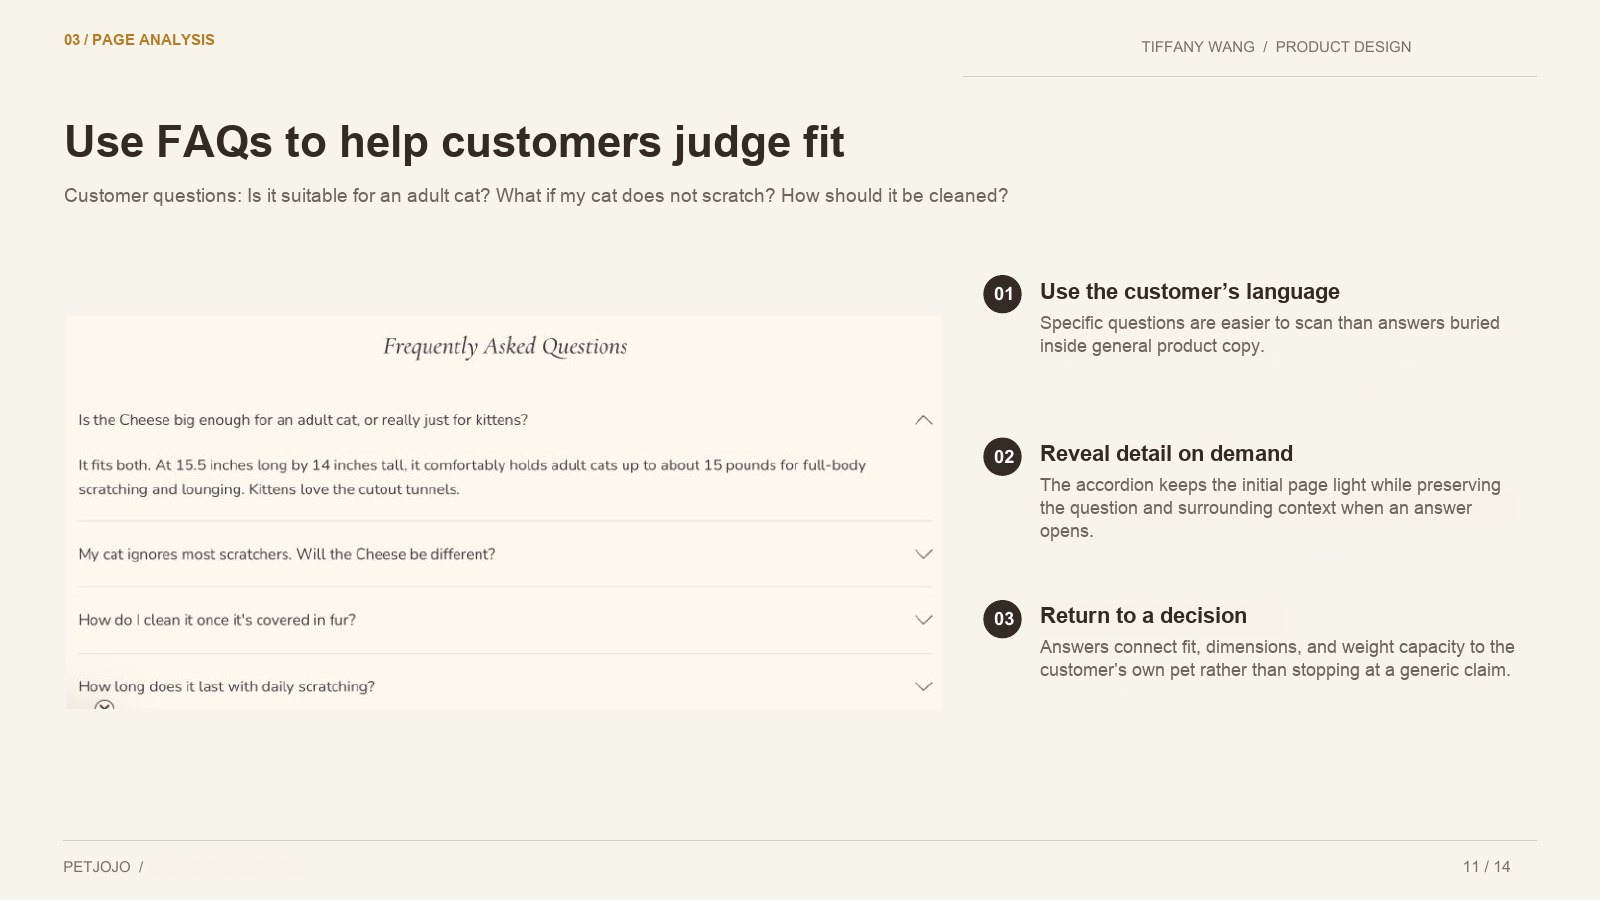 03 / PAGE ANALYSIS
TIFFANY WANG / PRODUCT DESIGN
Use FAQs to help customers judge fit
Customer questions: Is it suitable for an adult cat? What if my cat does not scratch? How should it be cleaned?
Frequently Asked Questions
Is the Cheese big enough for an adult cat, or really just for kittens?
It fits both. At 15.5 inches long by 14 inches tall, it comfortably holds adult cats up to about 15 pounds for full-body
scratching and lounging. Kittens love the cutout tunnels.
My cat ignores most scratchers. Will the Cheese be different?
How do I clean it once it's covered in fur?
How long does it last with daily scratching?
01
Use the customer’s language
Specific questions are easier to scan than answers buried
inside general product copy.
02
Reveal detail on demand
The accordion keeps the initial page light while preserving
the question and surrounding context when an answer
opens.
03
Return to a decision
Answers connect fit, dimensions, and weight capacity to the
customer’s own pet rather than stopping at a generic claim.
PETJOJO /
11 / 14